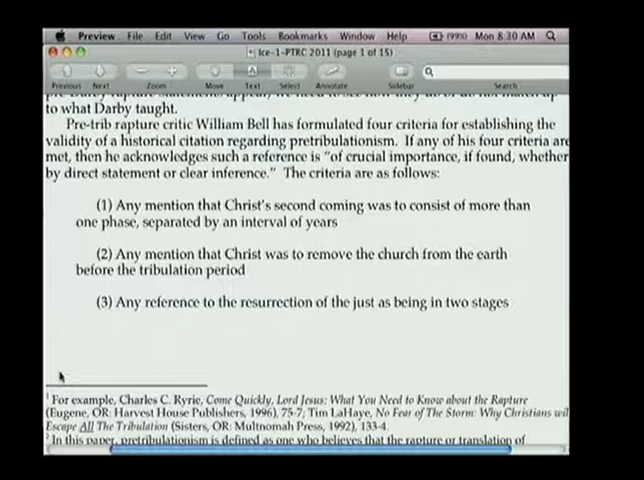 Preview File Edit View Go Tools Bookmarks Window Help (99%) Mon 8:30 AM
Ice-1-PTRC 2011 (page 1 of 15)
Previous Next Zoom Move Text Select Annotate Sidebar Search
to what Darby taught.
Pre-trib rapture critic William Bell has formulated four criteria for establishing the
validity of a historical citation regarding pretribulationism. If any of his four criteria are
met, then he acknowledges such a reference is “of crucial importance, if found, whether
by direct statement or clear inference.” The criteria are as follows:
(1) Any mention that Christ's second coming was to consist of more than
one phase, separated by an interval of years
(2) Any mention that Christ was to remove the church from the earth
before the tribulation period
(3) Any reference to the resurrection of the just as being in two stages
1 For example, Charles C. Ryrie, Come Quickly, Lord Jesus: What You Need to Know about the Rapture
(Eugene, OR: Harvest House Publishers, 1996), 75-7; Tim LaHaye, No Fear of The Storm: Why Christians wil
Escape All The Tribulation (Sisters, OR: Multnomah Press, 1992), 133-4.
2 In this paper, pretribulationism is defined as one who believes that the rapture or translation of